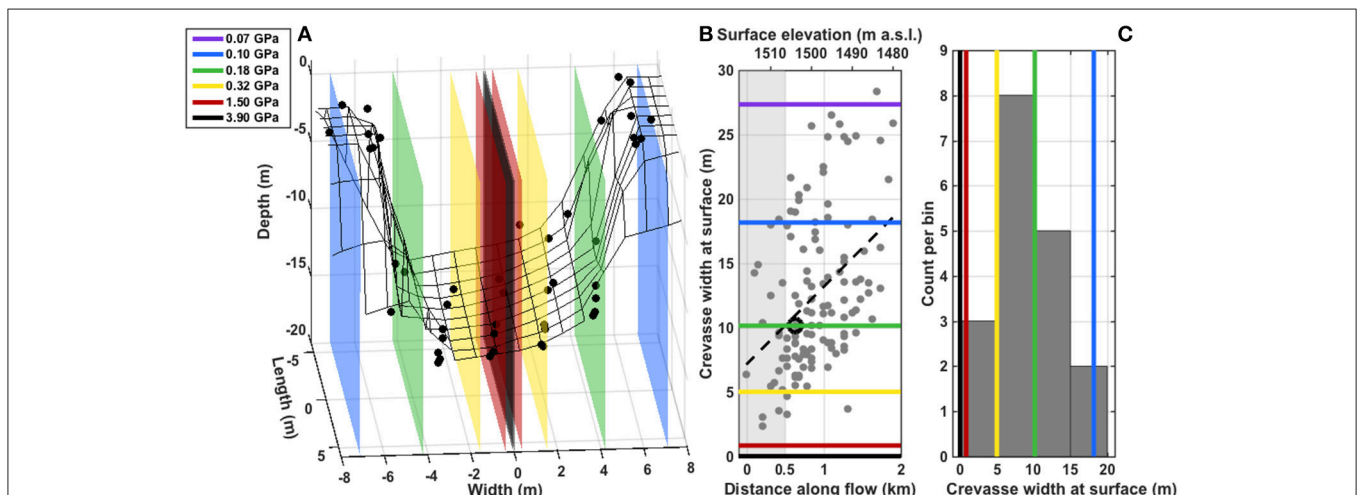 A
0.07 GPa
0.10 GPa
0.18 GPa
0.32 GPa
1.50 GPa
3.90 GPa
0
-5
-10
-15
-20
Depth (m)
-5
0
5
Length (m)
-8
-6
-4
-2
0
2
4
6
8
Width (m)
B
Surface elevation (m a.s.l.)
1510
1500
1490
1480
30
25
20
15
10
5
0
Crevasse width at surface (m)
0
0.5
1
2
Distance along flow (km)
C
9
8
7
6
5
4
3
2
1
0
Count per bin
0
5
10
15
20
Crevasse width at surface (m)